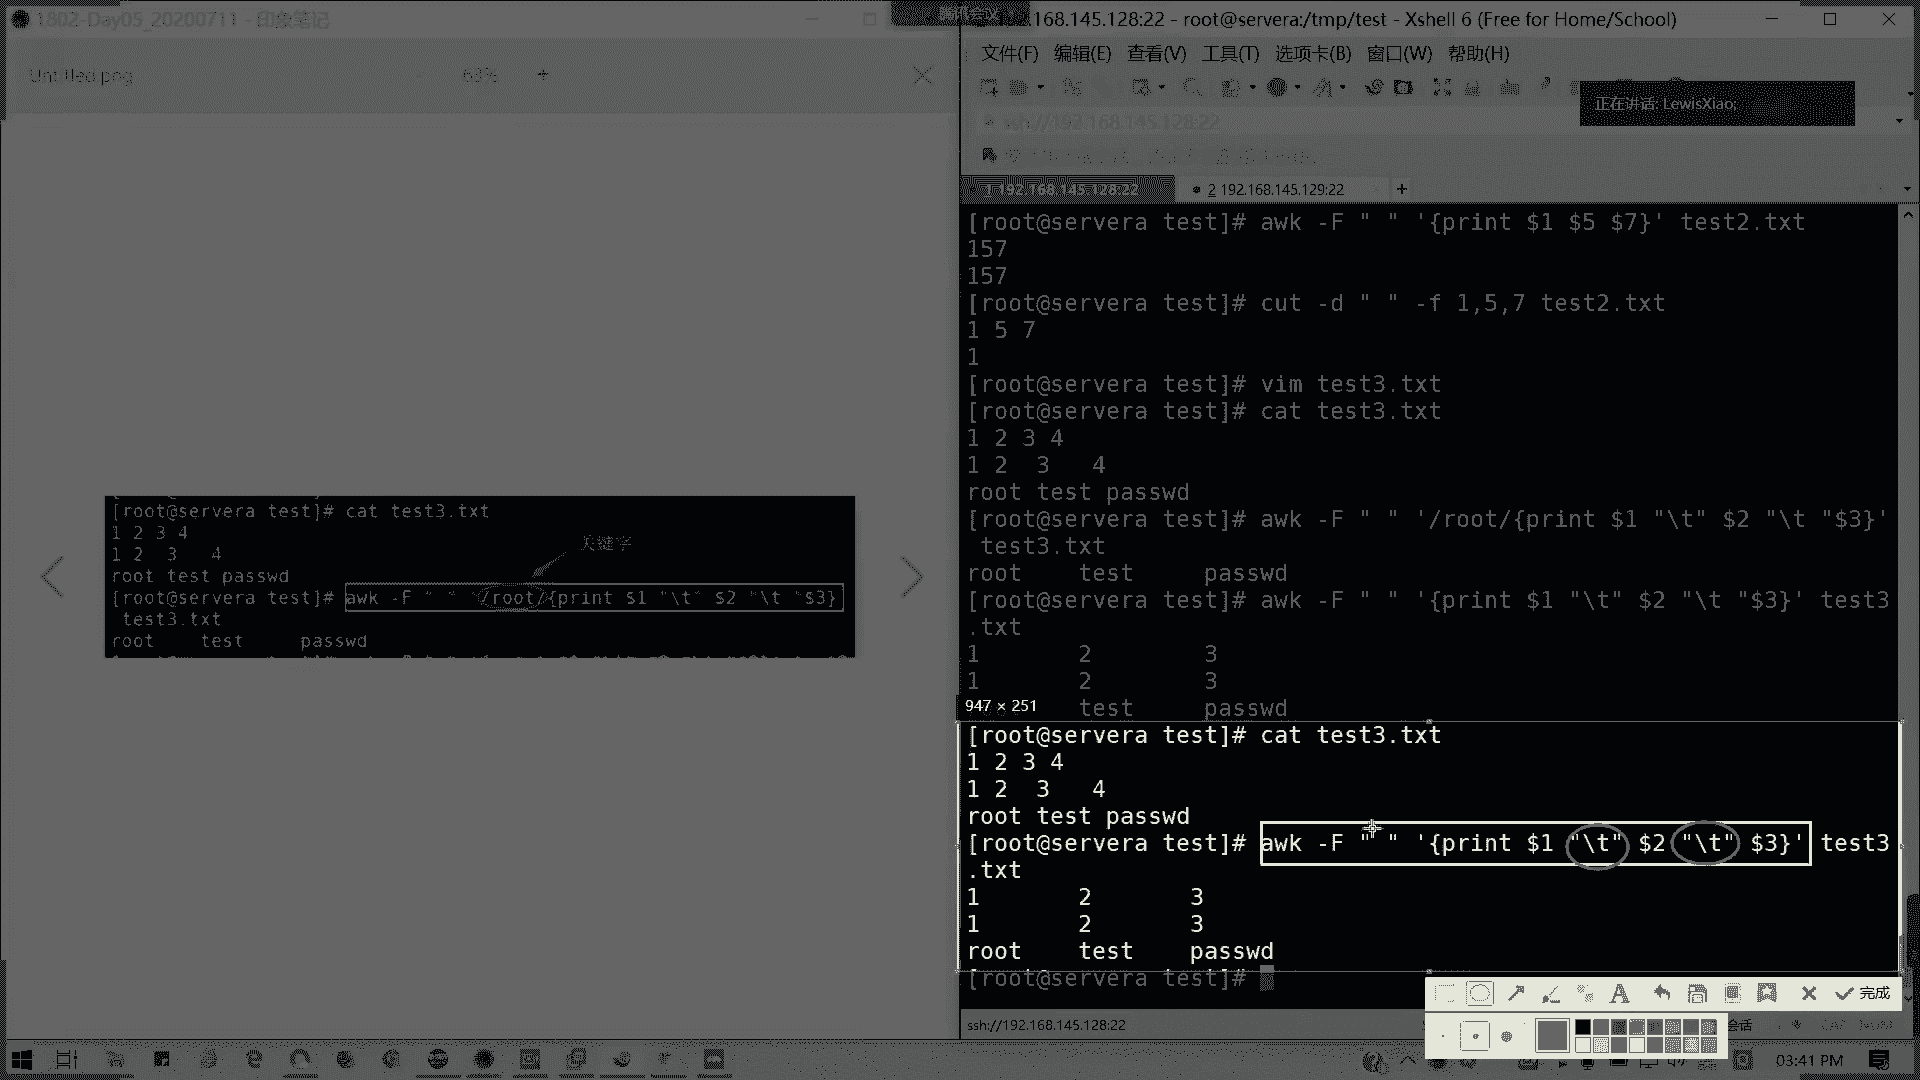 1802-Day05_20200711 - 印象笔记
Untitled.png
63%
+
[root@servera test]# cat test3.txt
1 2 3 4
1 2  3   4
root test passwd
关键字
[root@servera test]# awk -F " " '/root/{print $1 "\t" $2 "\t "$3}
 test3.txt
root    test    passwd
192.168.145.128:22 - root@servera:/tmp/test - Xshell 6 (Free for Home/School)
文件(F) 编辑(E) 查看(V) 工具(T) 选项卡(B) 窗口(W) 帮助(H)
正在讲话: LewisXiao;
ssh://192.168.145.128:22
1 192.168.145.128:22
2 192.168.145.129:22
+
[root@servera test]# awk -F " " '{print $1 $5 $7}' test2.txt
157
157
[root@servera test]# cut -d " " -f 1,5,7 test2.txt
1 5 7
1
[root@servera test]# vim test3.txt
[root@servera test]# cat test3.txt
1 2 3 4
1 2  3   4
root test passwd
[root@servera test]# awk -F " " '/root/{print $1 "\t" $2 "\t "$3}'
 test3.txt
root    test    passwd
[root@servera test]# awk -F " " '{print $1 "\t" $2 "\t "$3}' test3
.txt
1       2       3
1       2       3
test    passwd
947 × 251
[root@servera test]# cat test3.txt
1 2 3 4
1 2  3   4
root test passwd
[root@servera test]# awk -F " " '{print $1 "\t" $2 "\t" $3}' test3
.txt
1       2       3
1       2       3
root    test    passwd
[root@servera test]#
完成
ssh://192.168.145.128:22
会话
03:41 PM